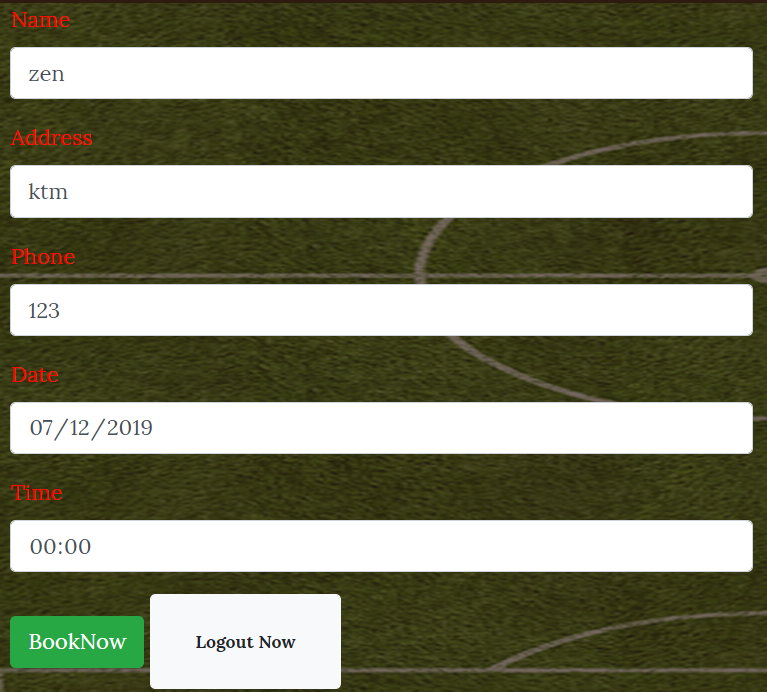 Name
zen
Address
ktm
Phone
123
Date
07/12/2019
Time
00:00
BookNow
Logout Now